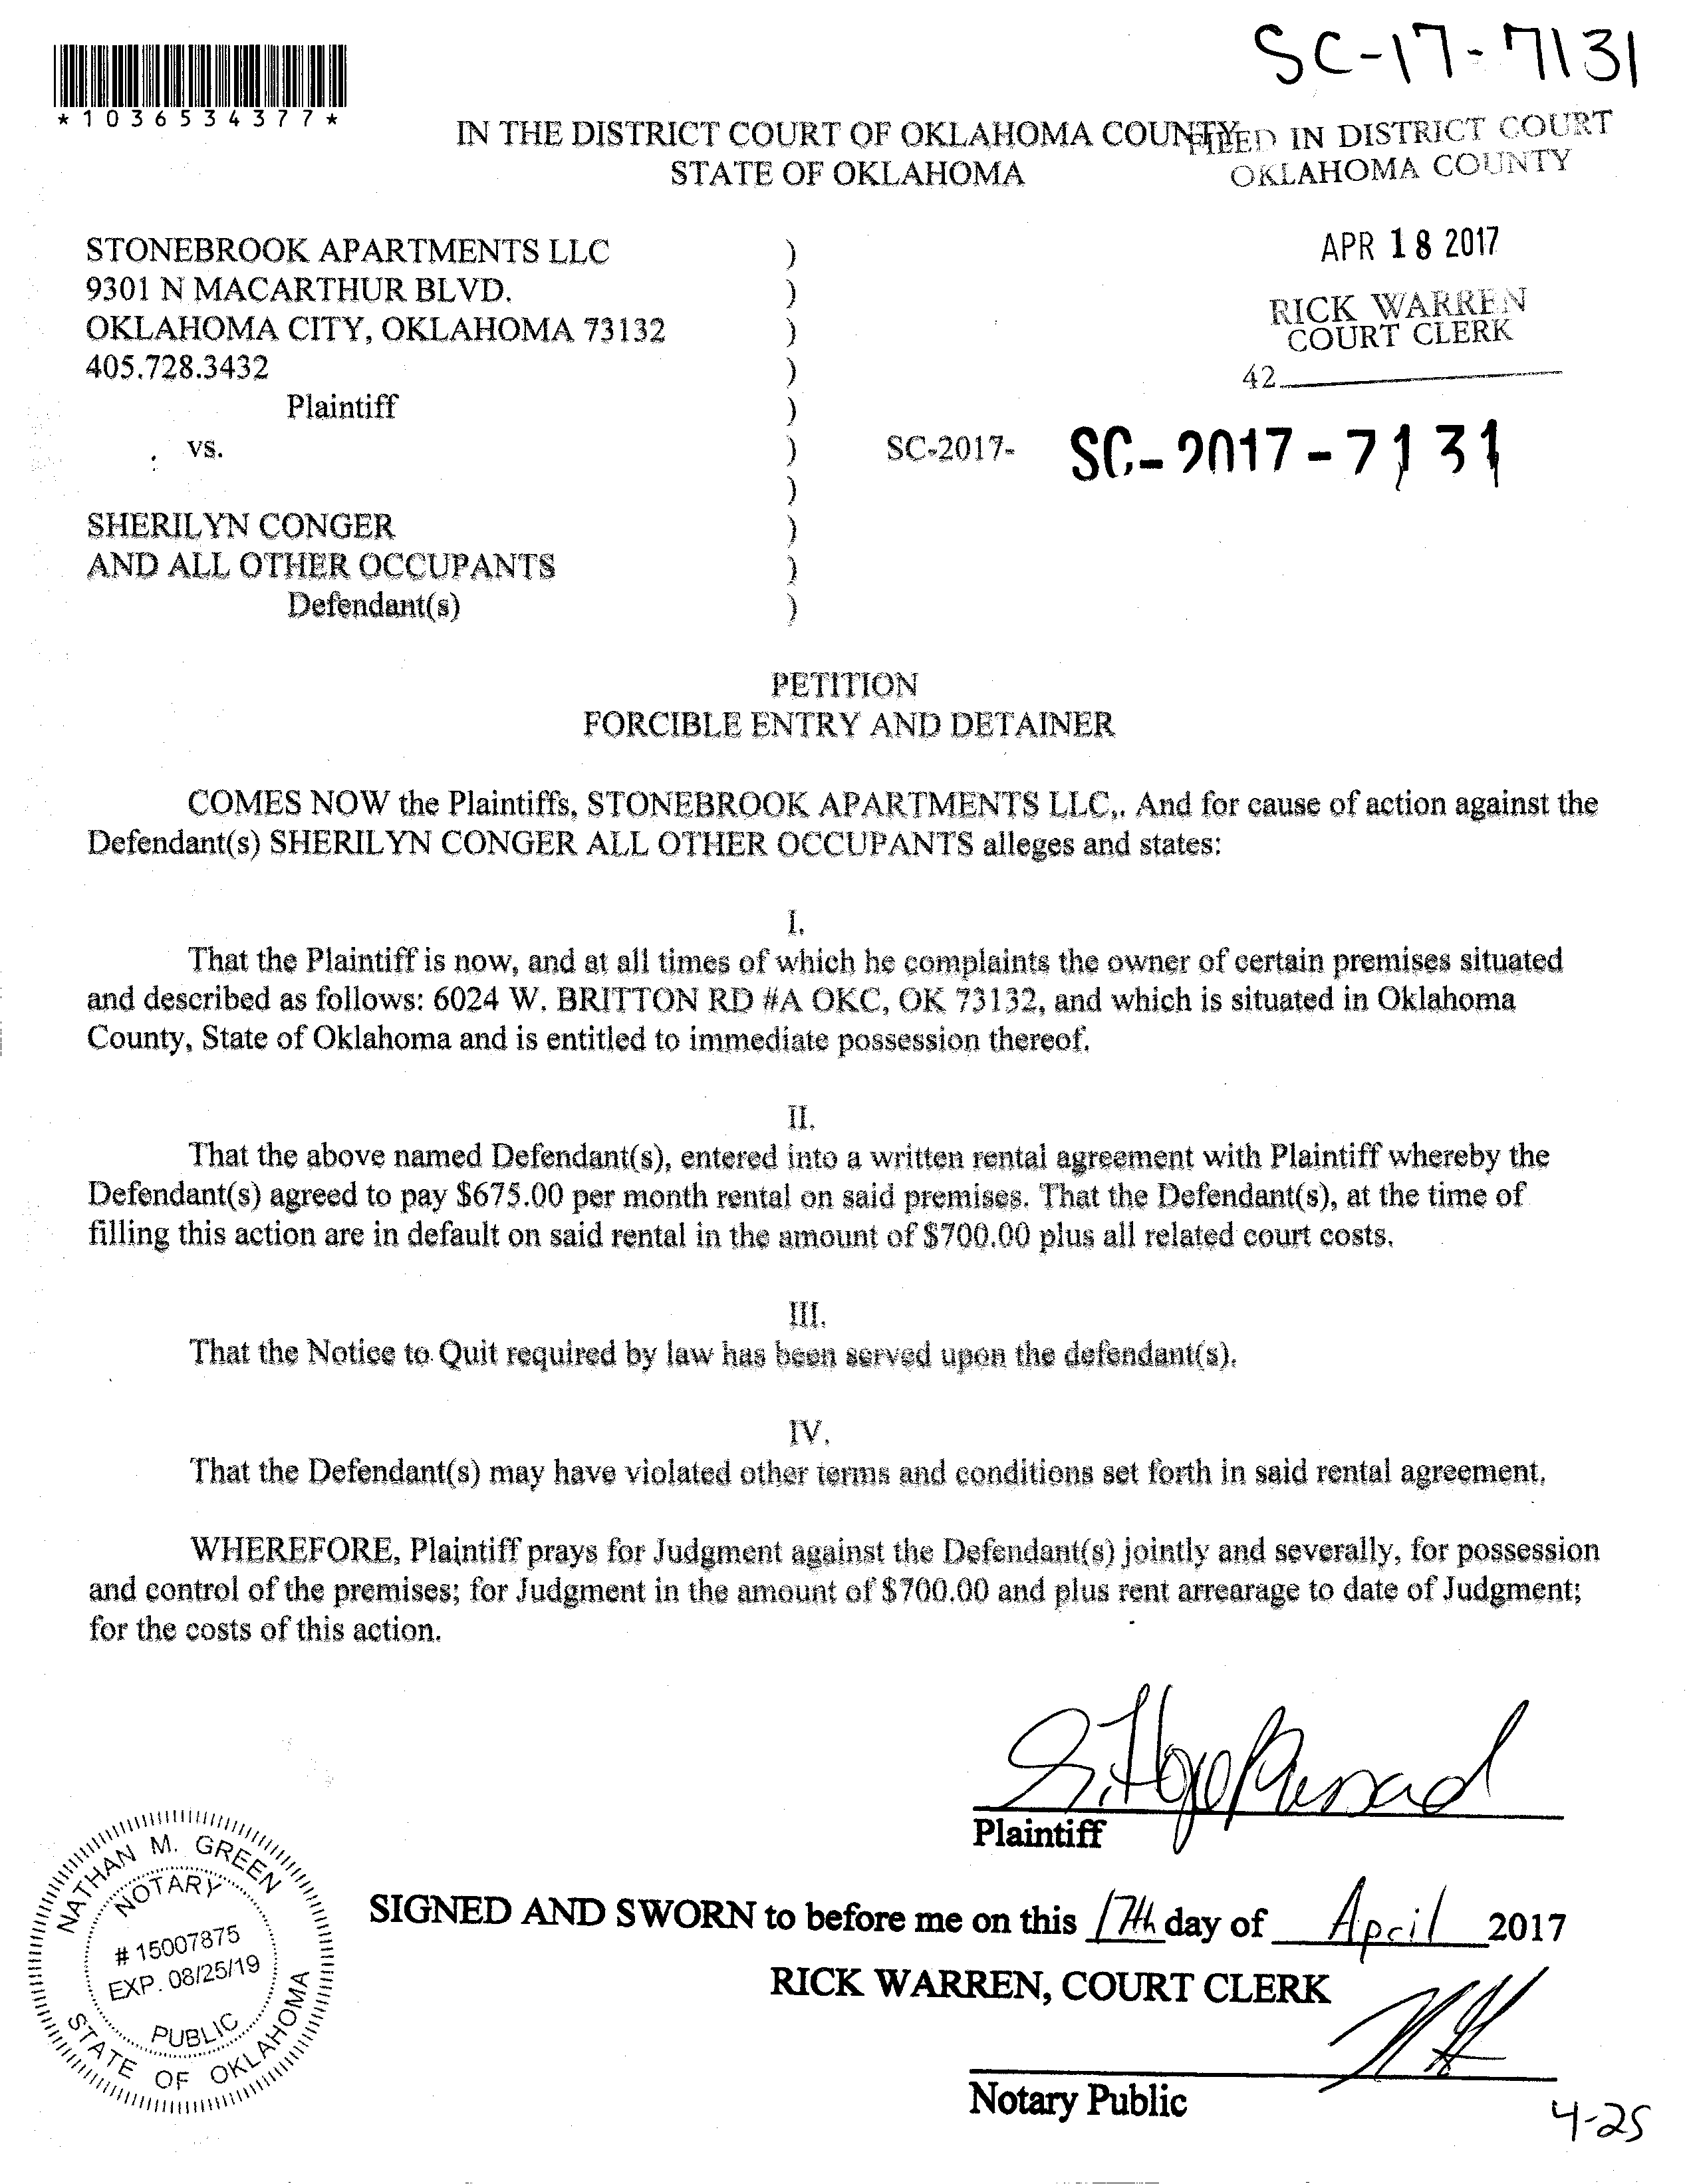 SC-17-7131
*1036534377*
IN THE DISTRICT COURT OF OKLAHOMA COUNTY
STATE OF OKLAHOMA
FILED IN DISTRICT COURT
OKLAHOMA COUNTY
APR 18 2017
RICK WARREN
COURT CLERK
42
STONEBROOK APARTMENTS LLC )
9301 N MACARTHUR BLVD. )
OKLAHOMA CITY, OKLAHOMA 73132 )
405.728.3432 )
Plaintiff )
vs. ) SC-2017- SC-2017-7131
)
SHERILYN CONGER )
AND ALL OTHER OCCUPANTS )
Defendant(s) )
PETITION
FORCIBLE ENTRY AND DETAINER
COMES NOW the Plaintiffs, STONEBROOK APARTMENTS LLC,. And for cause of action against the
Defendant(s) SHERILYN CONGER ALL OTHER OCCUPANTS alleges and states:
I.
That the Plaintiff is now, and at all times of which he complaints the owner of certain premises situated
and described as follows: 6024 W. BRITTON RD #A OKC, OK 73132, and which is situated in Oklahoma
County, State of Oklahoma and is entitled to immediate possession thereof.
II.
That the above named Defendant(s), entered into a written rental agreement with Plaintiff whereby the
Defendant(s) agreed to pay $675.00 per month rental on said premises. That the Defendant(s), at the time of
filling this action are in default on said rental in the amount of $700.00 plus all related court costs.
III.
That the Notice to Quit required by law has been served upon the defendant(s).
IV.
That the Defendant(s) may have violated other terms and conditions set forth in said rental agreement.
WHEREFORE, Plaintiff prays for Judgment against the Defendant(s) jointly and severally, for possession
and control of the premises; for Judgment in the amount of $700.00 and plus rent arrearage to date of Judgment;
for the costs of this action.
Plaintiff
NATHAN M. GREEN
NOTARY
# 15007875
EXP. 08/25/19
PUBLIC
STATE OF OKLAHOMA
SIGNED AND SWORN to before me on this 17th day of April 2017
RICK WARREN, COURT CLERK
Notary Public
4-25